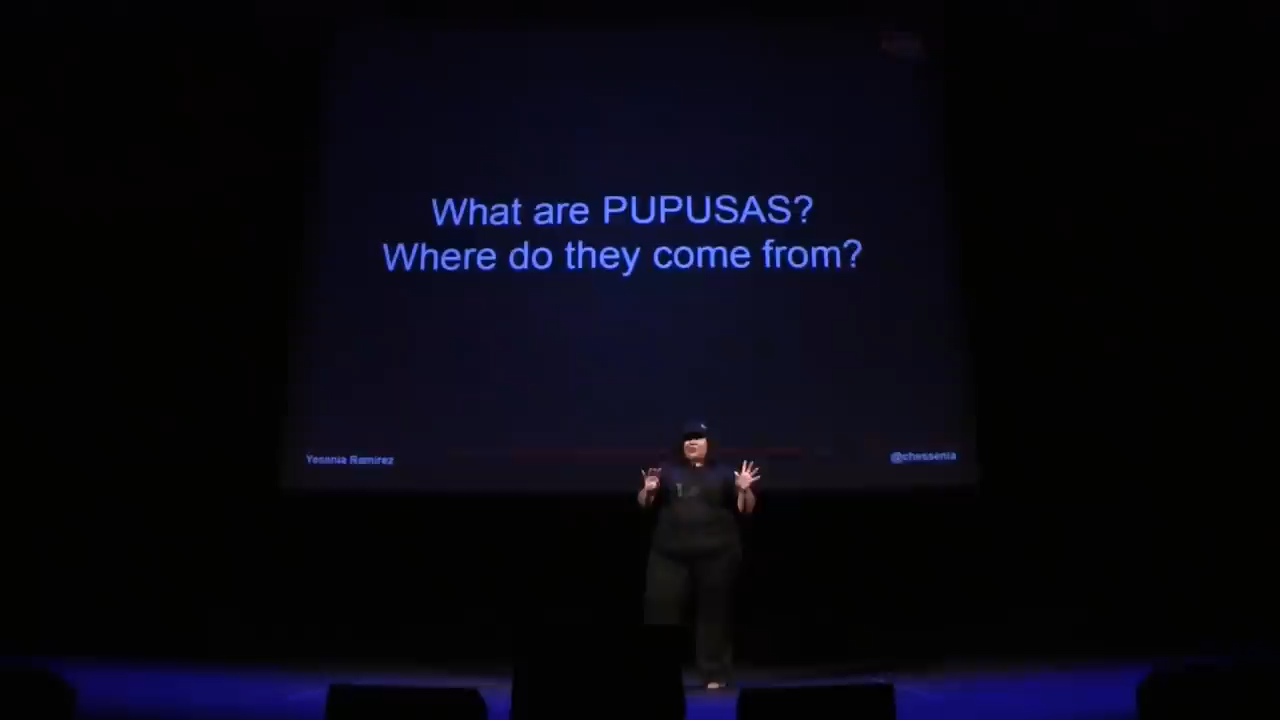 What are PUPUSAS?
Where do they come from?
Yesenia Ramirez
@chessenia